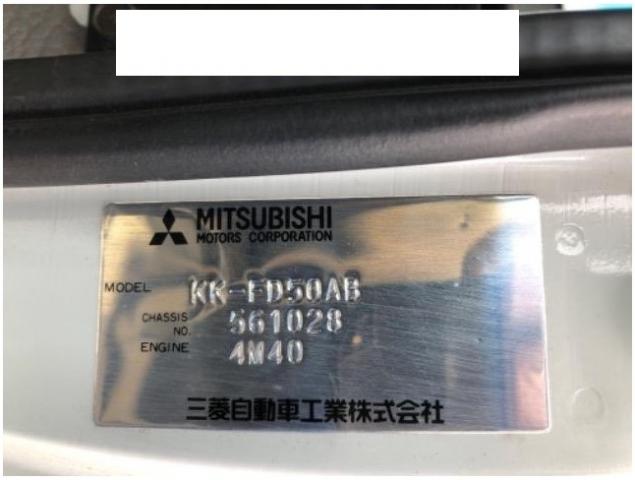 MITSUBISHI
MOTORS CORPORATION
MODEL KK-FD50AB
CHASSIS NO. 561028
ENGINE 4M40
三菱自動車工業株式会社